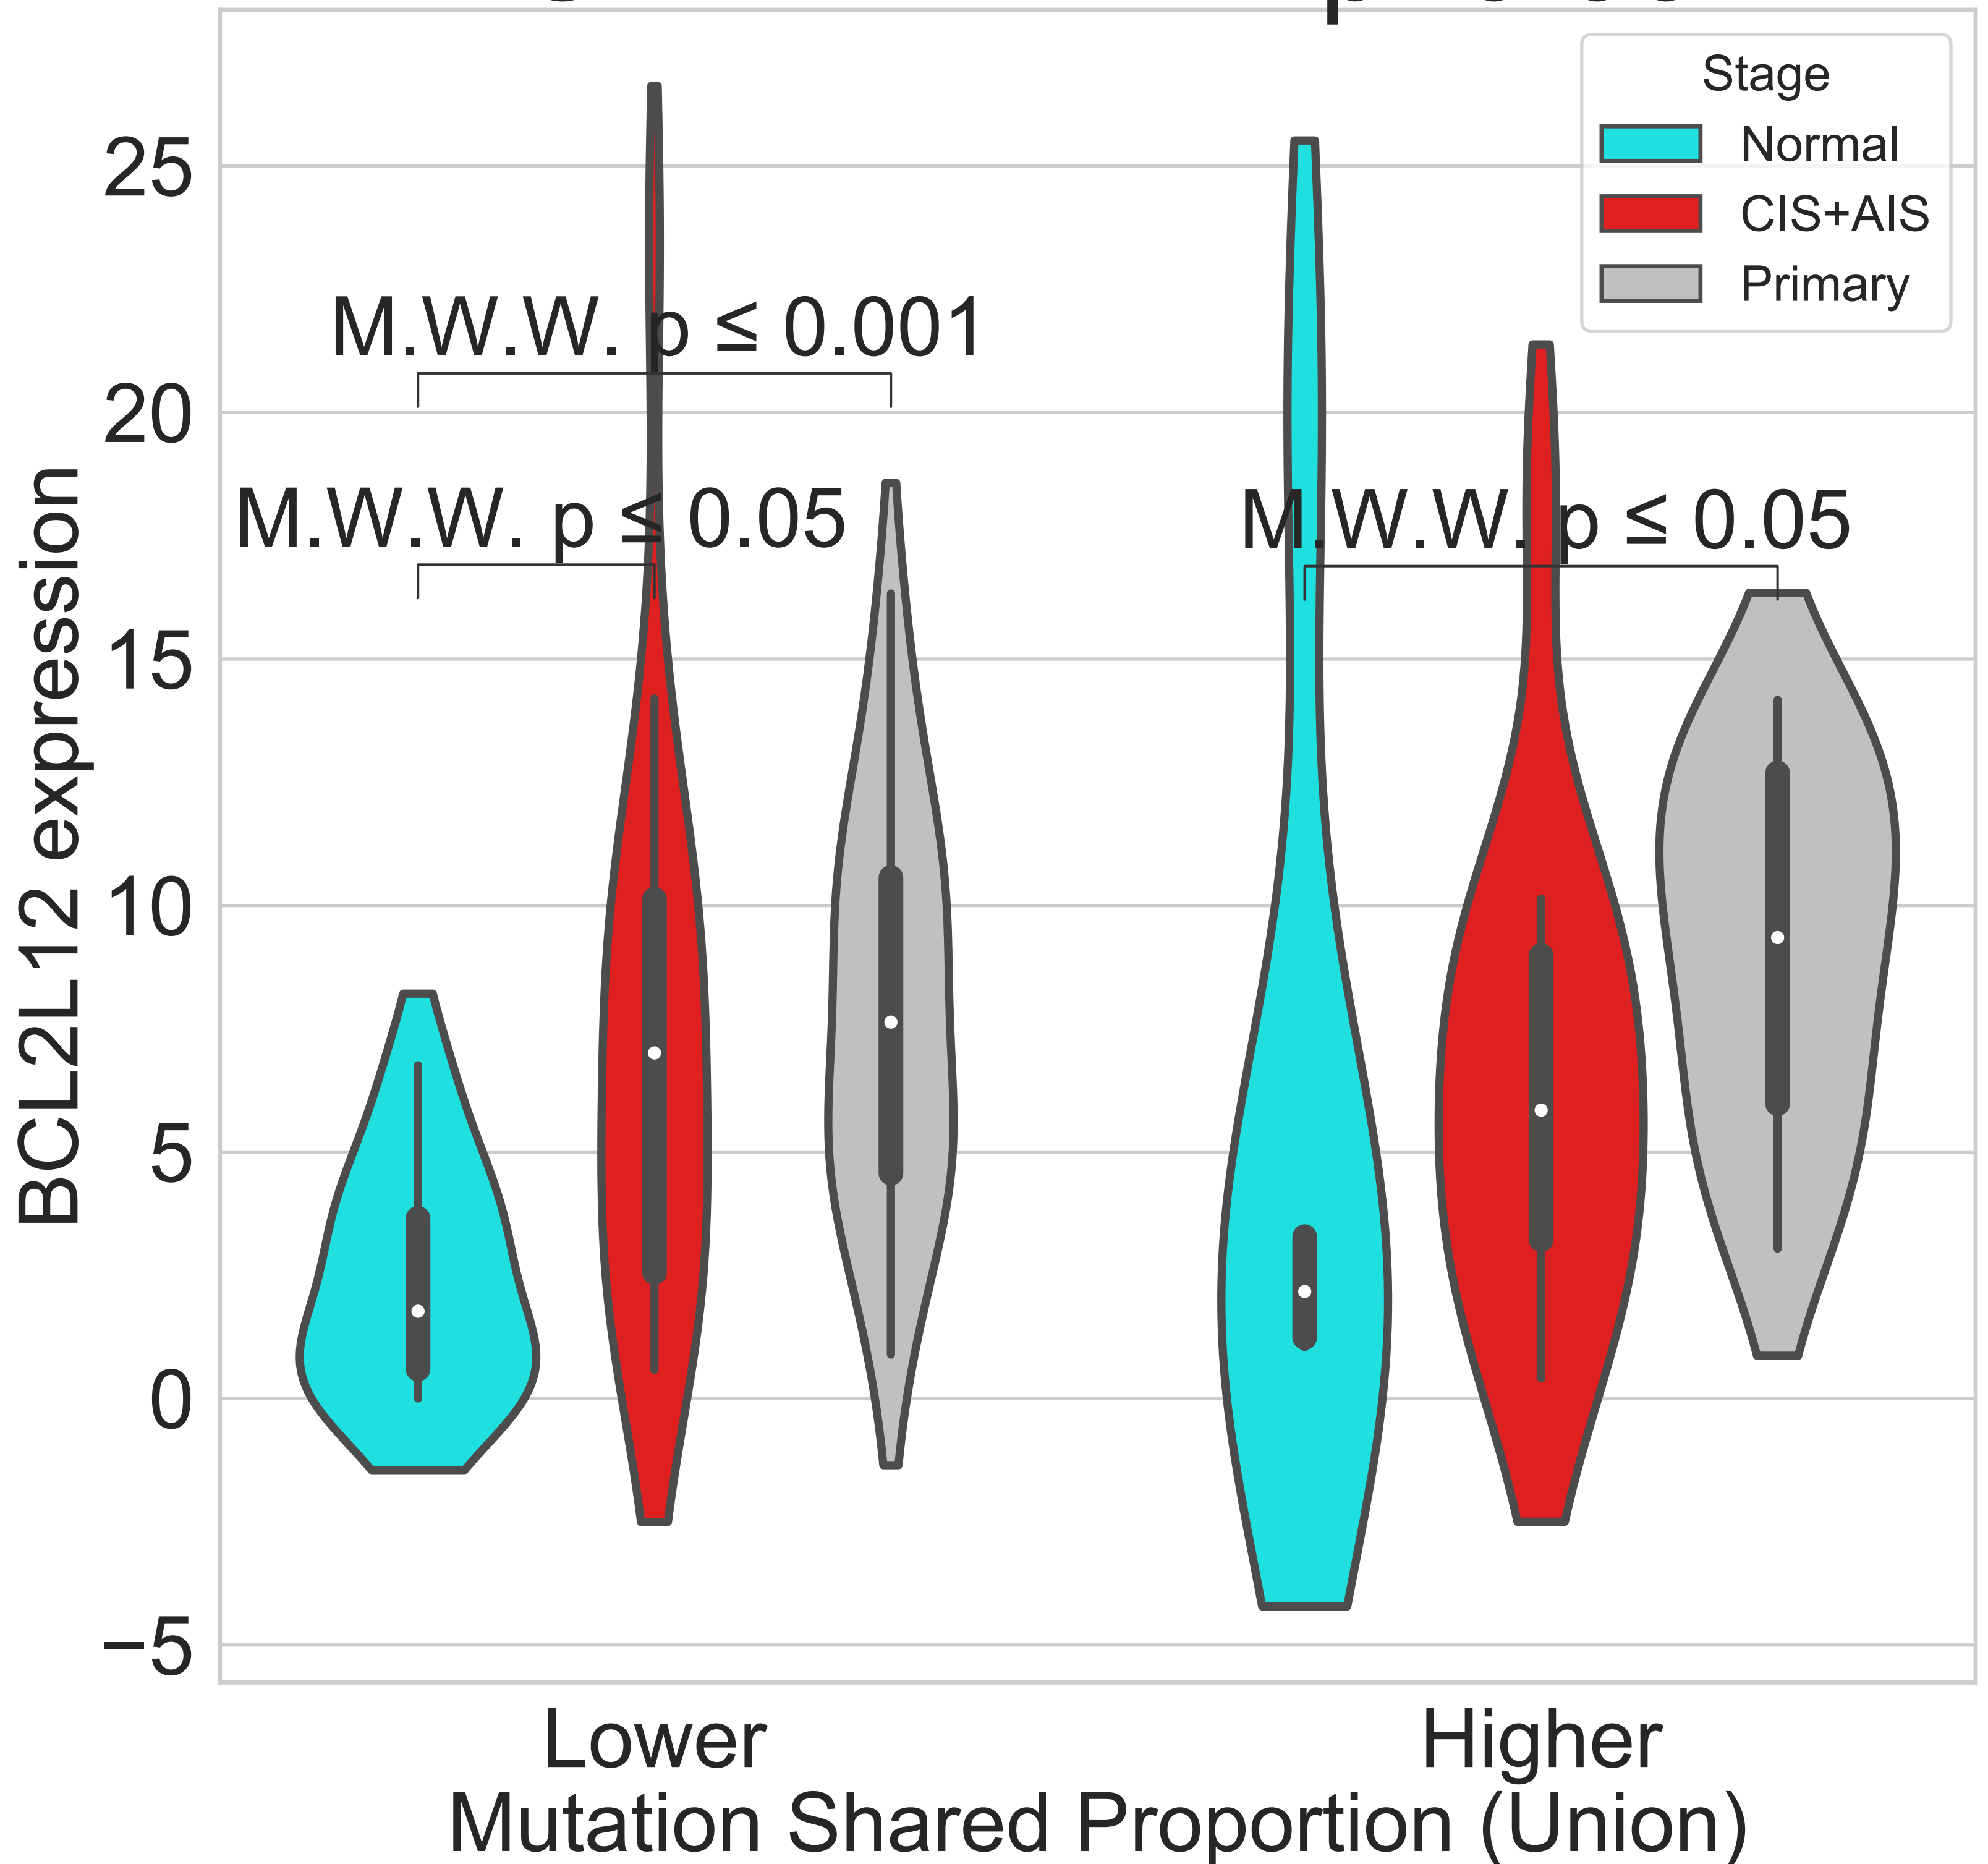 Stage
Normal
CIS+AIS
Primary
M.W.W. p ≤ 0.001
M.W.W. p ≤ 0.05
M.W.W. p ≤ 0.05
25
20
15
10
5
0
−5
BCL2L12 expression
Lower
Higher
Mutation Shared Proportion (Union)